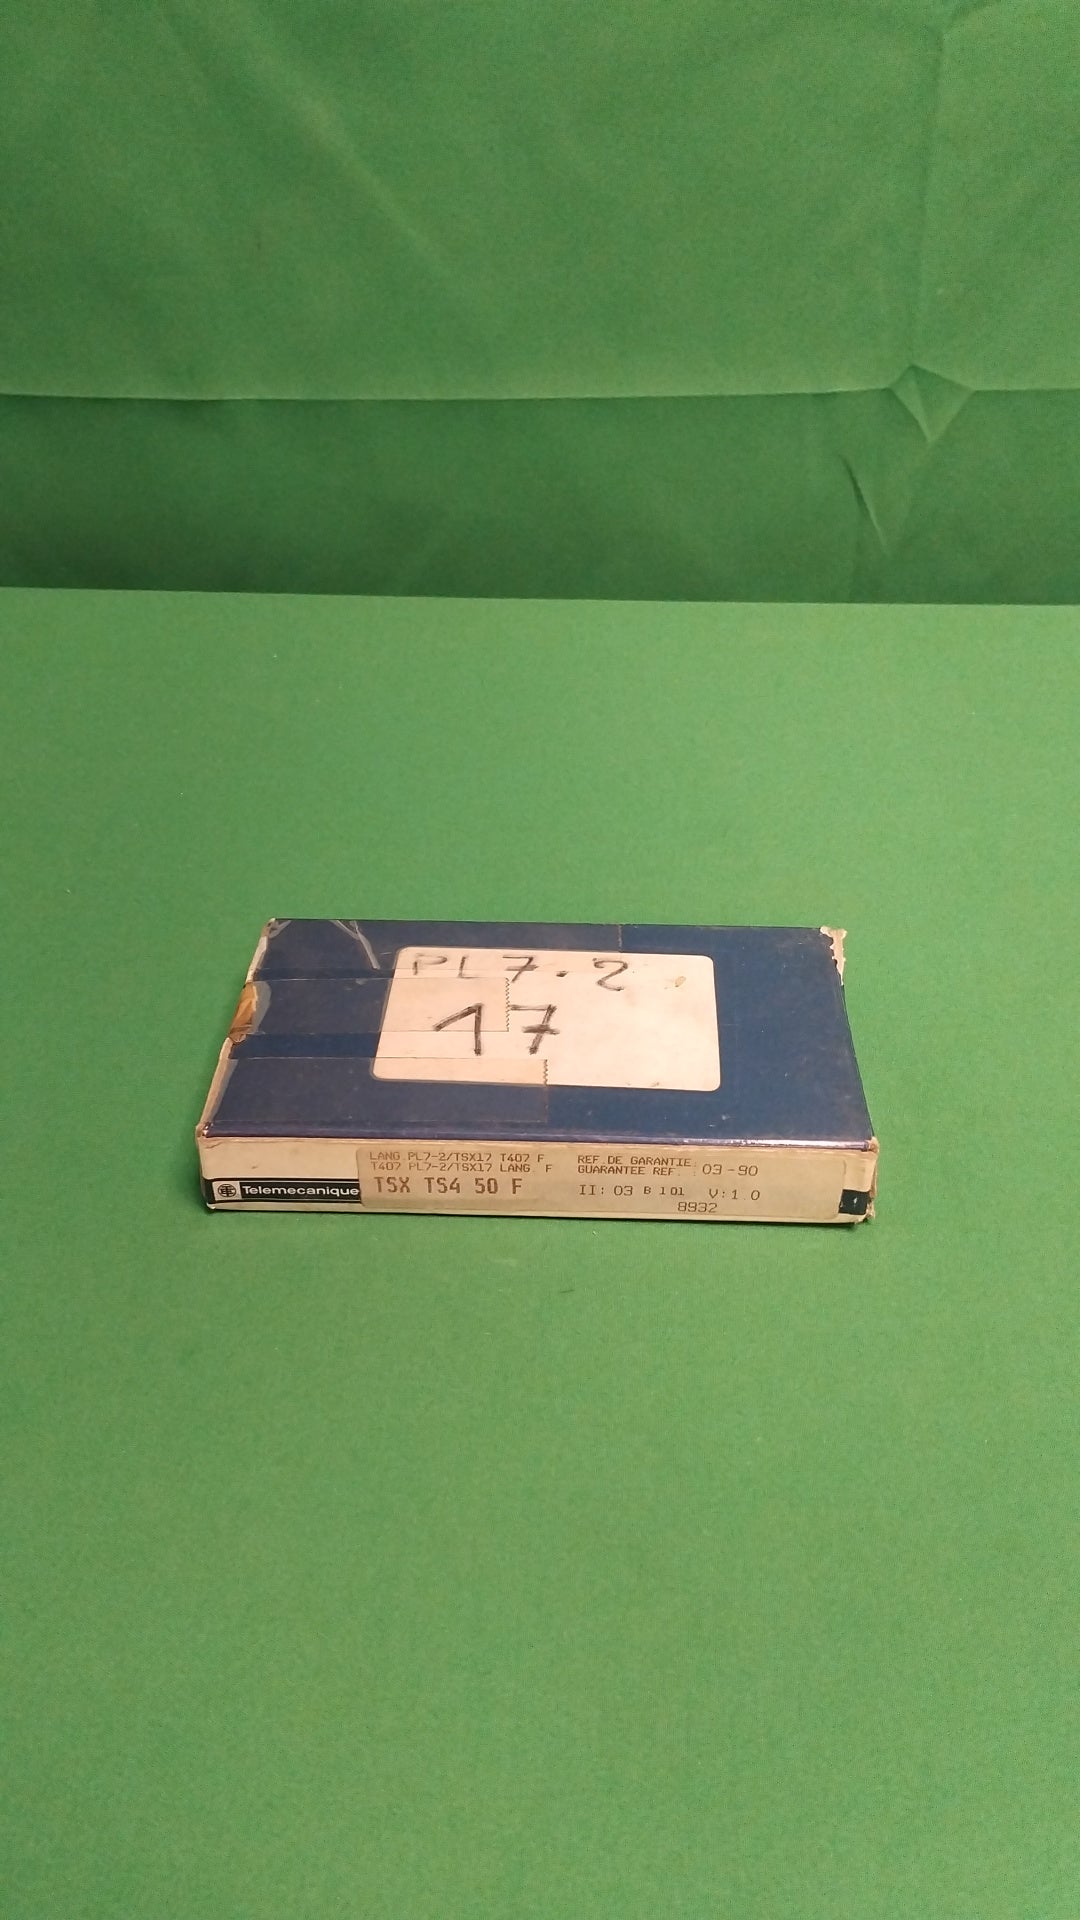 PL7.2
17
LANG.PL7-2/TSX17 T407 F
T407 PL7-2/TSX17 LANG. F
TSX TS4 50 F
Telemecanique
REF.DE GARANTIE:
GUARANTEE REF. : 03-90
II: 03 B 101 V:1.0
8932